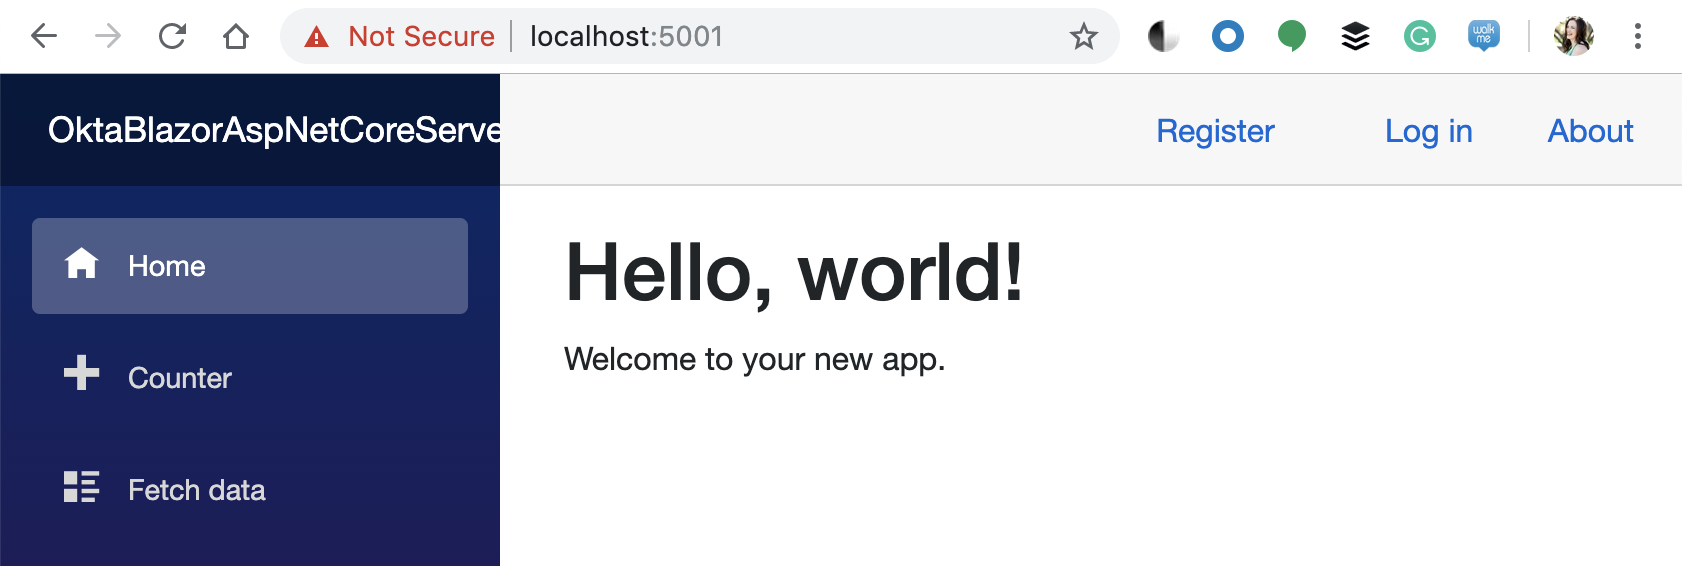 Not Secure | localhost:5001
walk
me
OktaBlazorAspNetCoreServe
Register Log in About
Home
Counter
Fetch data
Hello, world!
Welcome to your new app.